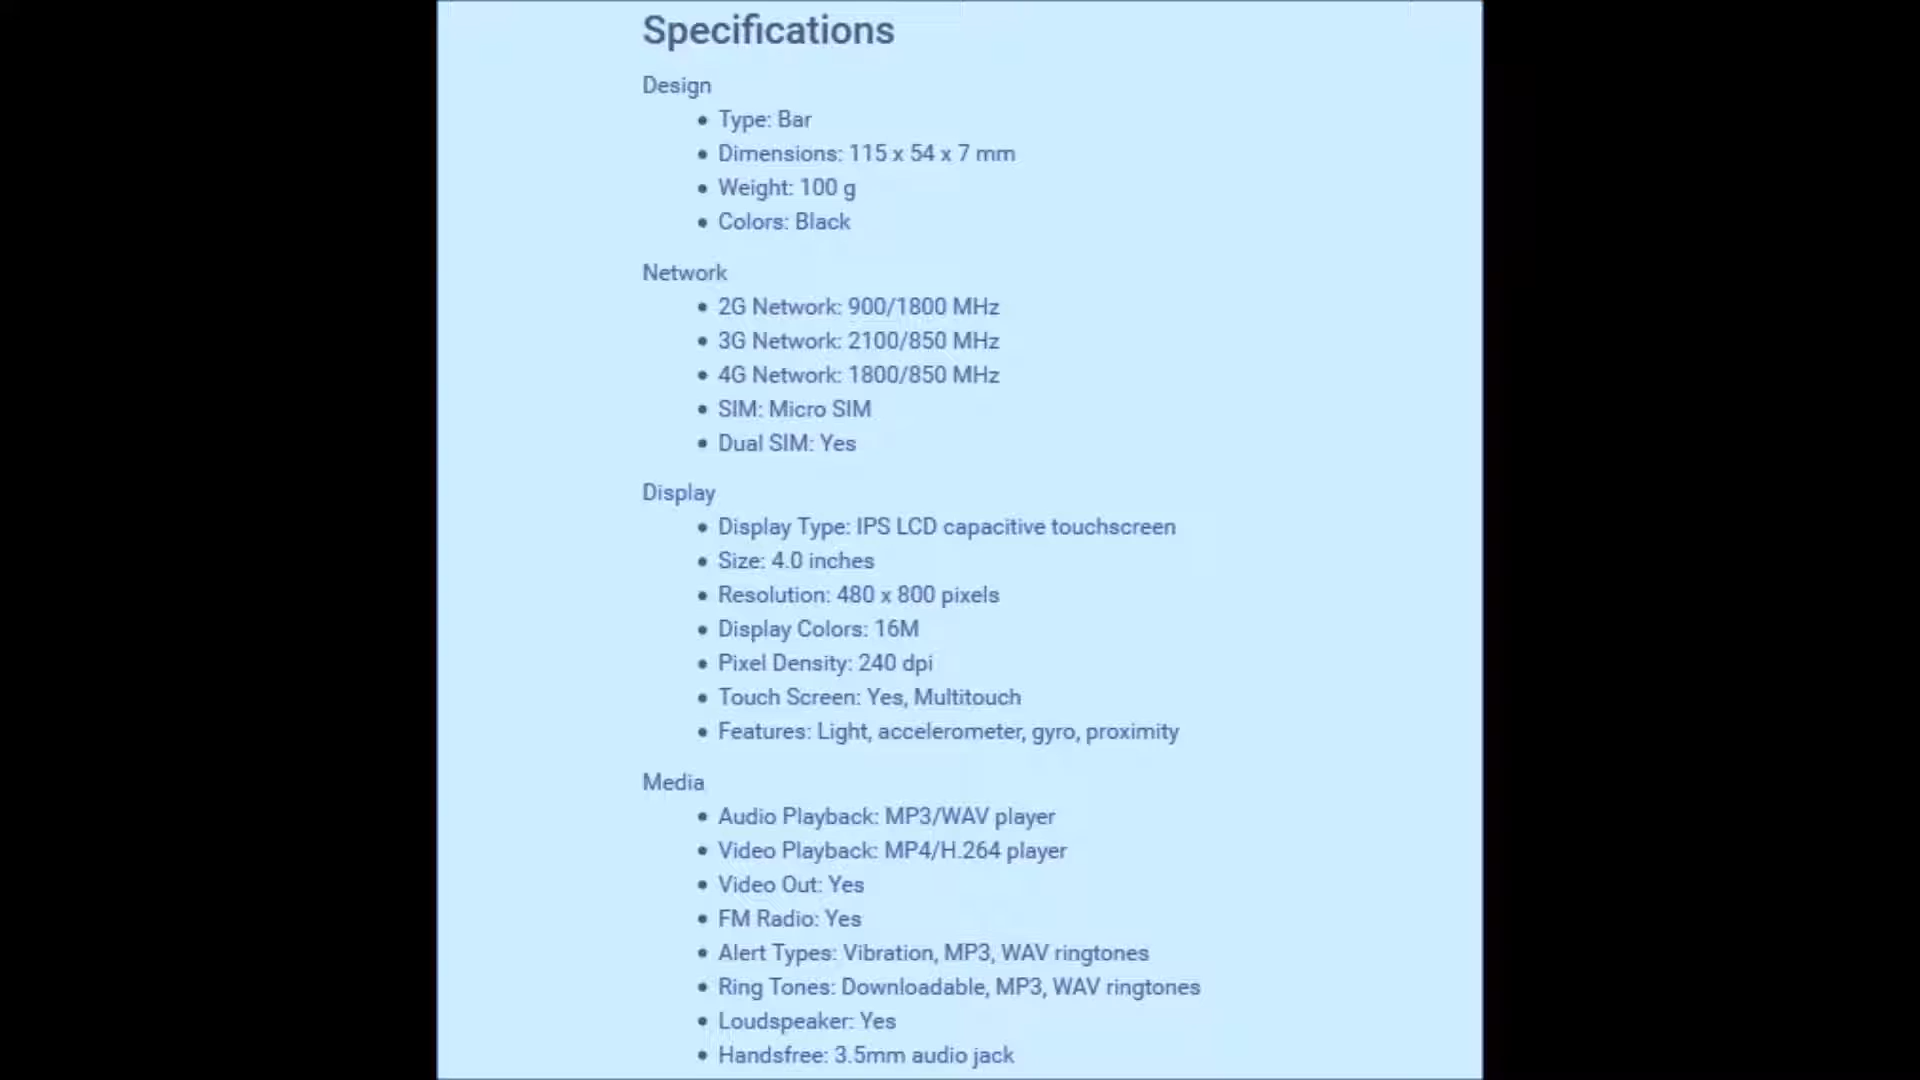 Specifications
Design
• Type: Bar
• Dimensions: 115 x 54 x 7 mm
• Weight: 100 g
• Colors: Black
Network
• 2G Network: 900/1800 MHz
• 3G Network: 2100/850 MHz
• 4G Network: 1800/850 MHz
• SIM: Micro SIM
• Dual SIM: Yes
Display
• Display Type: IPS LCD capacitive touchscreen
• Size: 4.0 inches
• Resolution: 480 x 800 pixels
• Display Colors: 16M
• Pixel Density: 240 dpi
• Touch Screen: Yes, Multitouch
• Features: Light, accelerometer, gyro, proximity
Media
• Audio Playback: MP3/WAV player
• Video Playback: MP4/H.264 player
• Video Out: Yes
• FM Radio: Yes
• Alert Types: Vibration, MP3, WAV ringtones
• Ring Tones: Downloadable, MP3, WAV ringtones
• Loudspeaker: Yes
• Handsfree: 3.5mm audio jack